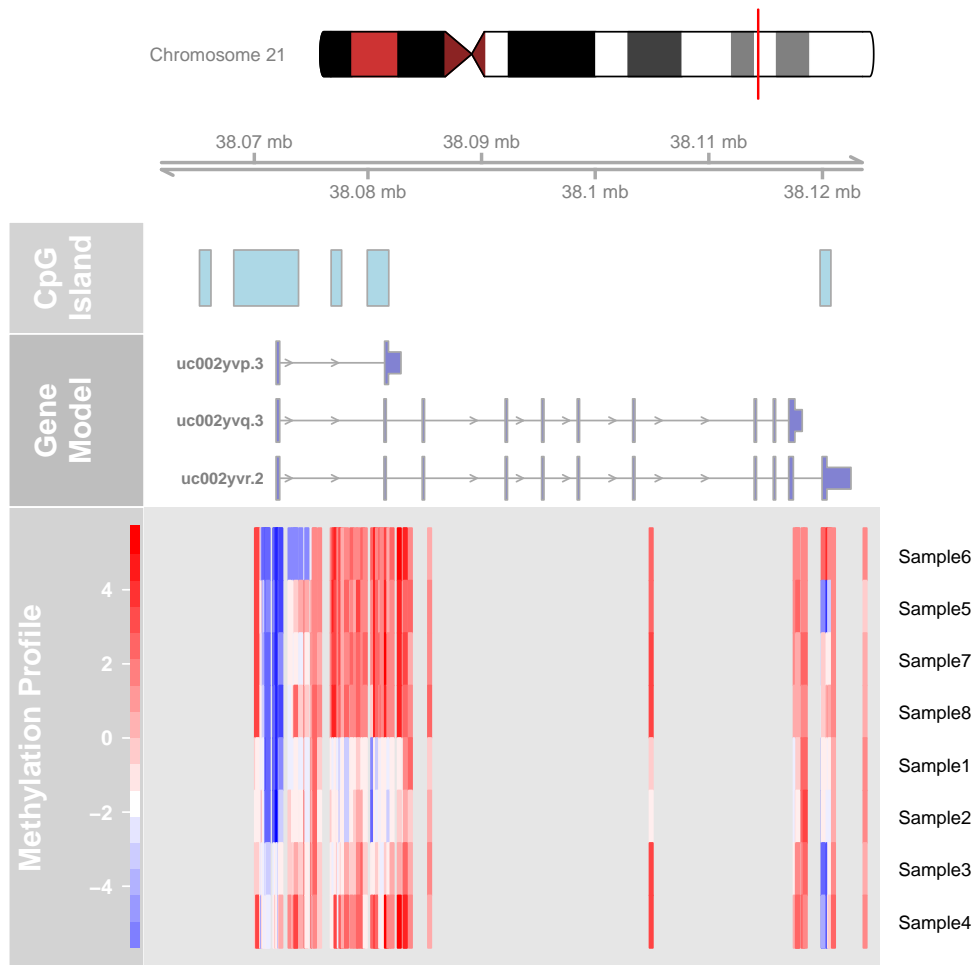 Chromosome 21
38.07 mb
38.09 mb
38.11 mb
38.08 mb
38.1 mb
38.12 mb
CpG
Island
Gene
Model
uc002yvp.3
uc002yvq.3
uc002yvr.2
Methylation Profile
4
2
0
−2
−4
Sample6
Sample5
Sample7
Sample8
Sample1
Sample2
Sample3
Sample4